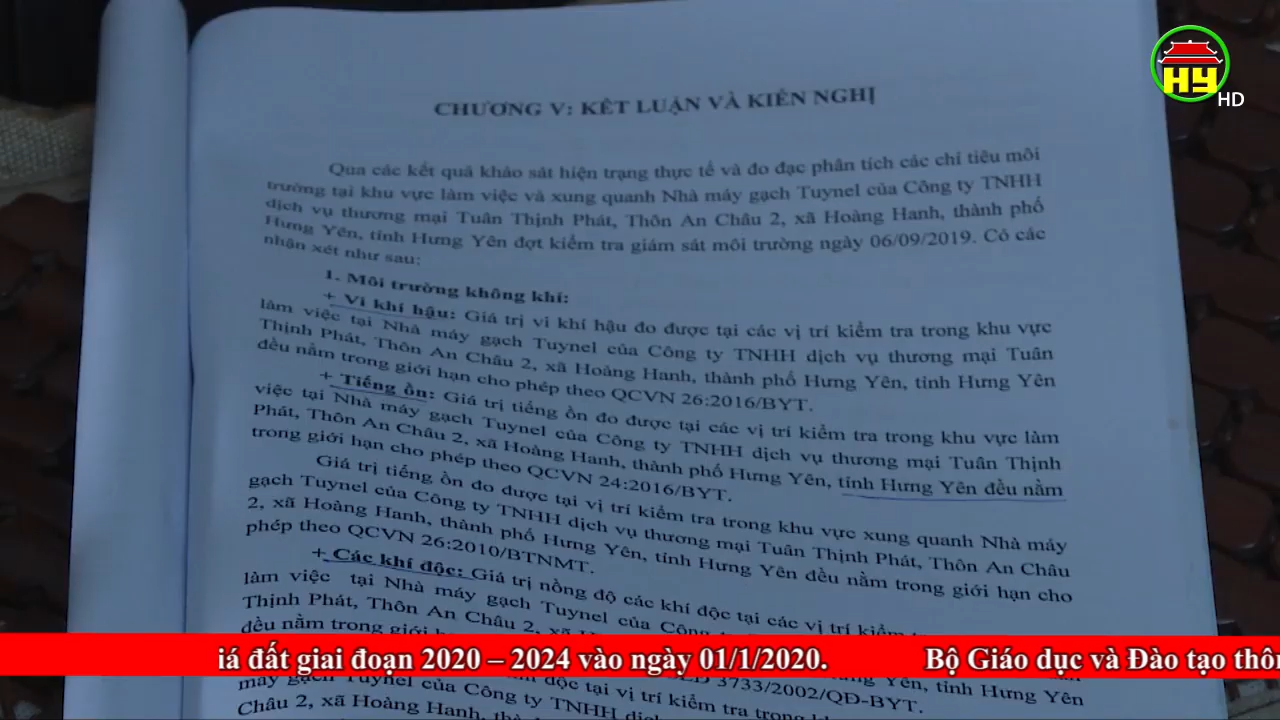 HY
HD
CHƯƠNG V: KẾT LUẬN VÀ KIẾN NGHỊ
Qua các kết quả khảo sát hiện trạng thực tế và đo đạc phân tích các chỉ tiêu môi
trường tại khu vực làm việc và xung quanh Nhà máy gạch Tuynel của Công ty TNHH
dịch vụ thương mại Tuân Thịnh Phát, Thôn An Châu 2, xã Hoàng Hanh, thành phố
Hưng Yên, tỉnh Hưng Yên đợt kiểm tra giám sát môi trường ngày 06/09/2019. Có các
nhận xét như sau:
1. Môi trường không khí:
+ Vi khí hậu: Giá trị vi khí hậu đo được tại các vị trí kiểm tra trong khu vực
làm việc tại Nhà máy gạch Tuynel của Công ty TNHH dịch vụ thương mại Tuân
Thịnh Phát, Thôn An Châu 2, xã Hoàng Hanh, thành phố Hưng Yên, tỉnh Hưng Yên
đều nằm trong giới hạn cho phép theo QCVN 26:2016/BYT.
+ Tiếng ồn: Giá trị tiếng ồn đo được tại các vị trí kiểm tra trong khu vực làm
việc tại Nhà máy gạch Tuynel của Công ty TNHH dịch vụ thương mại Tuân Thịnh
Phát, Thôn An Châu 2, xã Hoàng Hanh, thành phố Hưng Yên, tỉnh Hưng Yên đều nằm
trong giới hạn cho phép theo QCVN 24:2016/BYT.
Giá trị tiếng ồn đo được tại vị trí kiểm tra trong khu vực xung quanh Nhà máy
gạch Tuynel của Công ty TNHH dịch vụ thương mại Tuân Thịnh Phát, Thôn An Châu
2, xã Hoàng Hanh, thành phố Hưng Yên, tỉnh Hưng Yên đều nằm trong giới hạn cho
phép theo QCVN 26:2010/BTNMT.
+ Các khí độc: Giá trị nồng độ các khí độc tại các vị trí kiểm
làm việc tại Nhà máy gạch Tuynel của Công
Thịnh Phát, Thôn An Châu 2, xã
đều nằm trong giới 3733/2002/QĐ-BYT.
iá đất giai đoạn 2020 – 2024 vào ngày 01/1/2020. Bộ Giáo dục và Đào tạo thôn
máy gạch Tuynel của Công ty TNHH
Châu 2, xã Hoàng Hanh,